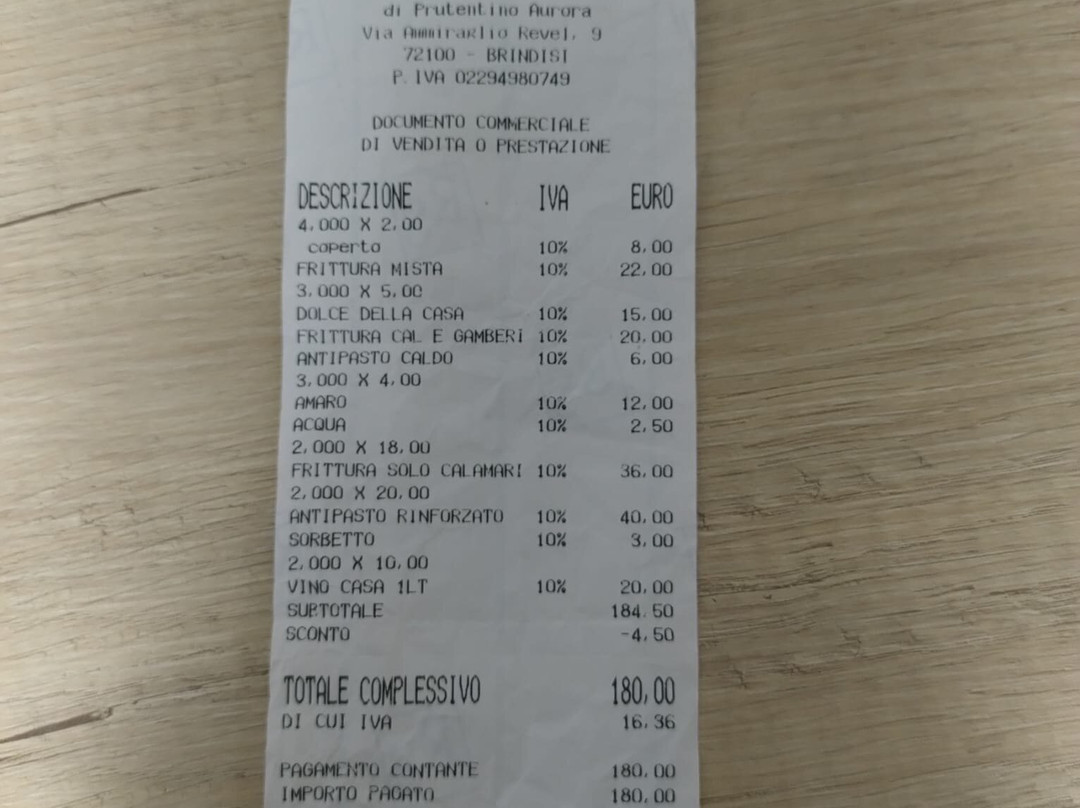 di Prutentino Aurora
Via Ammiraglio Revel, 9
72100 - BRINDISI
P. IVA 02294980749
DOCUMENTO COMMERCIALE
DI VENDITA O PRESTAZIONE
DESCRIZIONE IVA EURO
4,000 X 2,00
coperto 10% 8,00
FRITTURA MISTA 10% 22,00
3,000 X 5,00
DOLCE DELLA CASA 10% 15,00
FRITTURA CAL E GAMBERI 10% 20,00
ANTIPASTO CALDO 10% 6,00
3,000 X 4,00
AMARO 10% 12,00
ACQUA 10% 2,50
2,000 X 18,00
FRITTURA SOLO CALAMARI 10% 36,00
2,000 X 20,00
ANTIPASTO RINFORZATO 10% 40,00
SORBETTO 10% 3,00
2,000 X 10,00
VINO CASA 1LT 10% 20,00
SUBTOTALE 184,50
SCONTO -4,50
TOTALE COMPLESSIVO 180,00
DI CUI IVA 16,36
PAGAMENTO CONTANTE 180,00
IMPORTO PAGATO 180,00